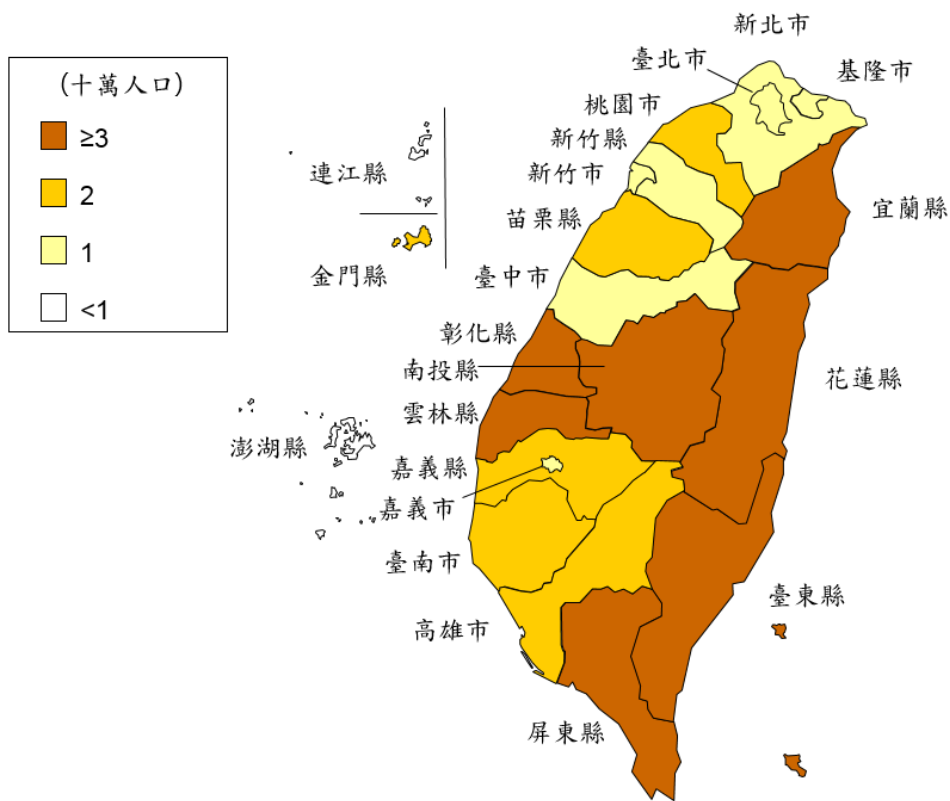 (十萬人口)
≥3
2
1
<1
新北市
臺北市
基隆市
桃園市
新竹縣
新竹市
連江縣
苗栗縣
宜蘭縣
金門縣
臺中市
彰化縣
南投縣
花蓮縣
雲林縣
澎湖縣
嘉義縣
嘉義市
臺南市
臺東縣
高雄市
屏東縣